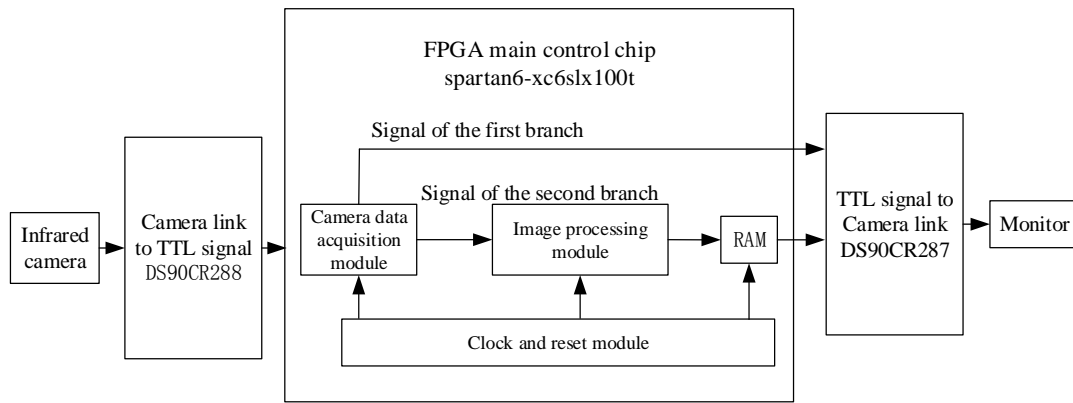 FPGA main control chip
spartan6-xc6slx100t
Signal of the first branch
Signal of the second branch
Infrared
camera
Camera link
to TTL signal
DS90CR288
Camera data
acquisition
module
Image processing
module
RAM
Clock and reset module
TTL signal to
Camera link
DS90CR287
Monitor